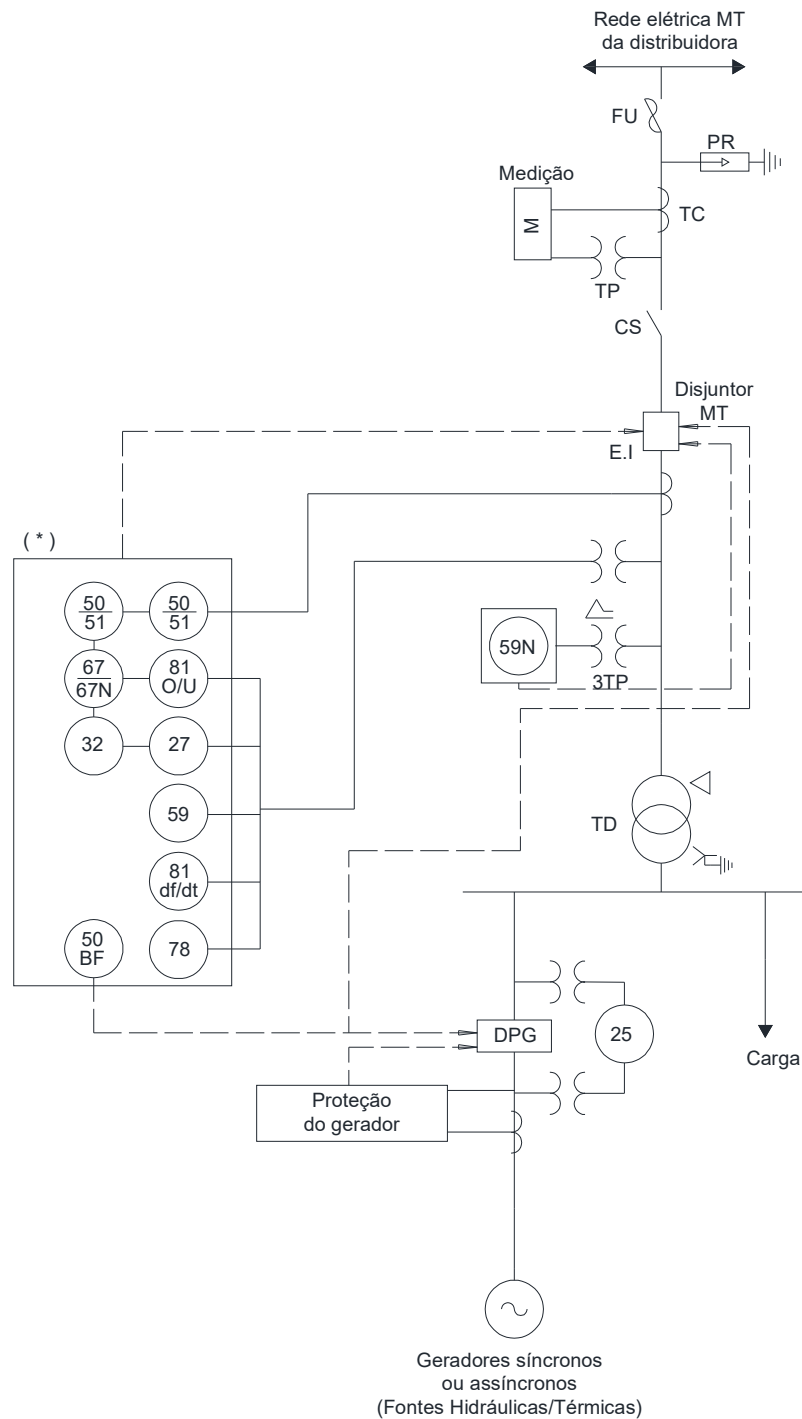 Rede elétrica MT
da distribuidora
FU
PR
Medição
M
TC
TP
CS
Disjuntor
MT
E.I
( * )
50
51
50
51
67
67N
81
O/U
59N
3TP
32
27
59
TD
81
df/dt
50
BF
78
DPG
25
Carga
Proteção
do gerador
Geradores síncronos
ou assíncronos
(Fontes Hidráulicas/Térmicas)